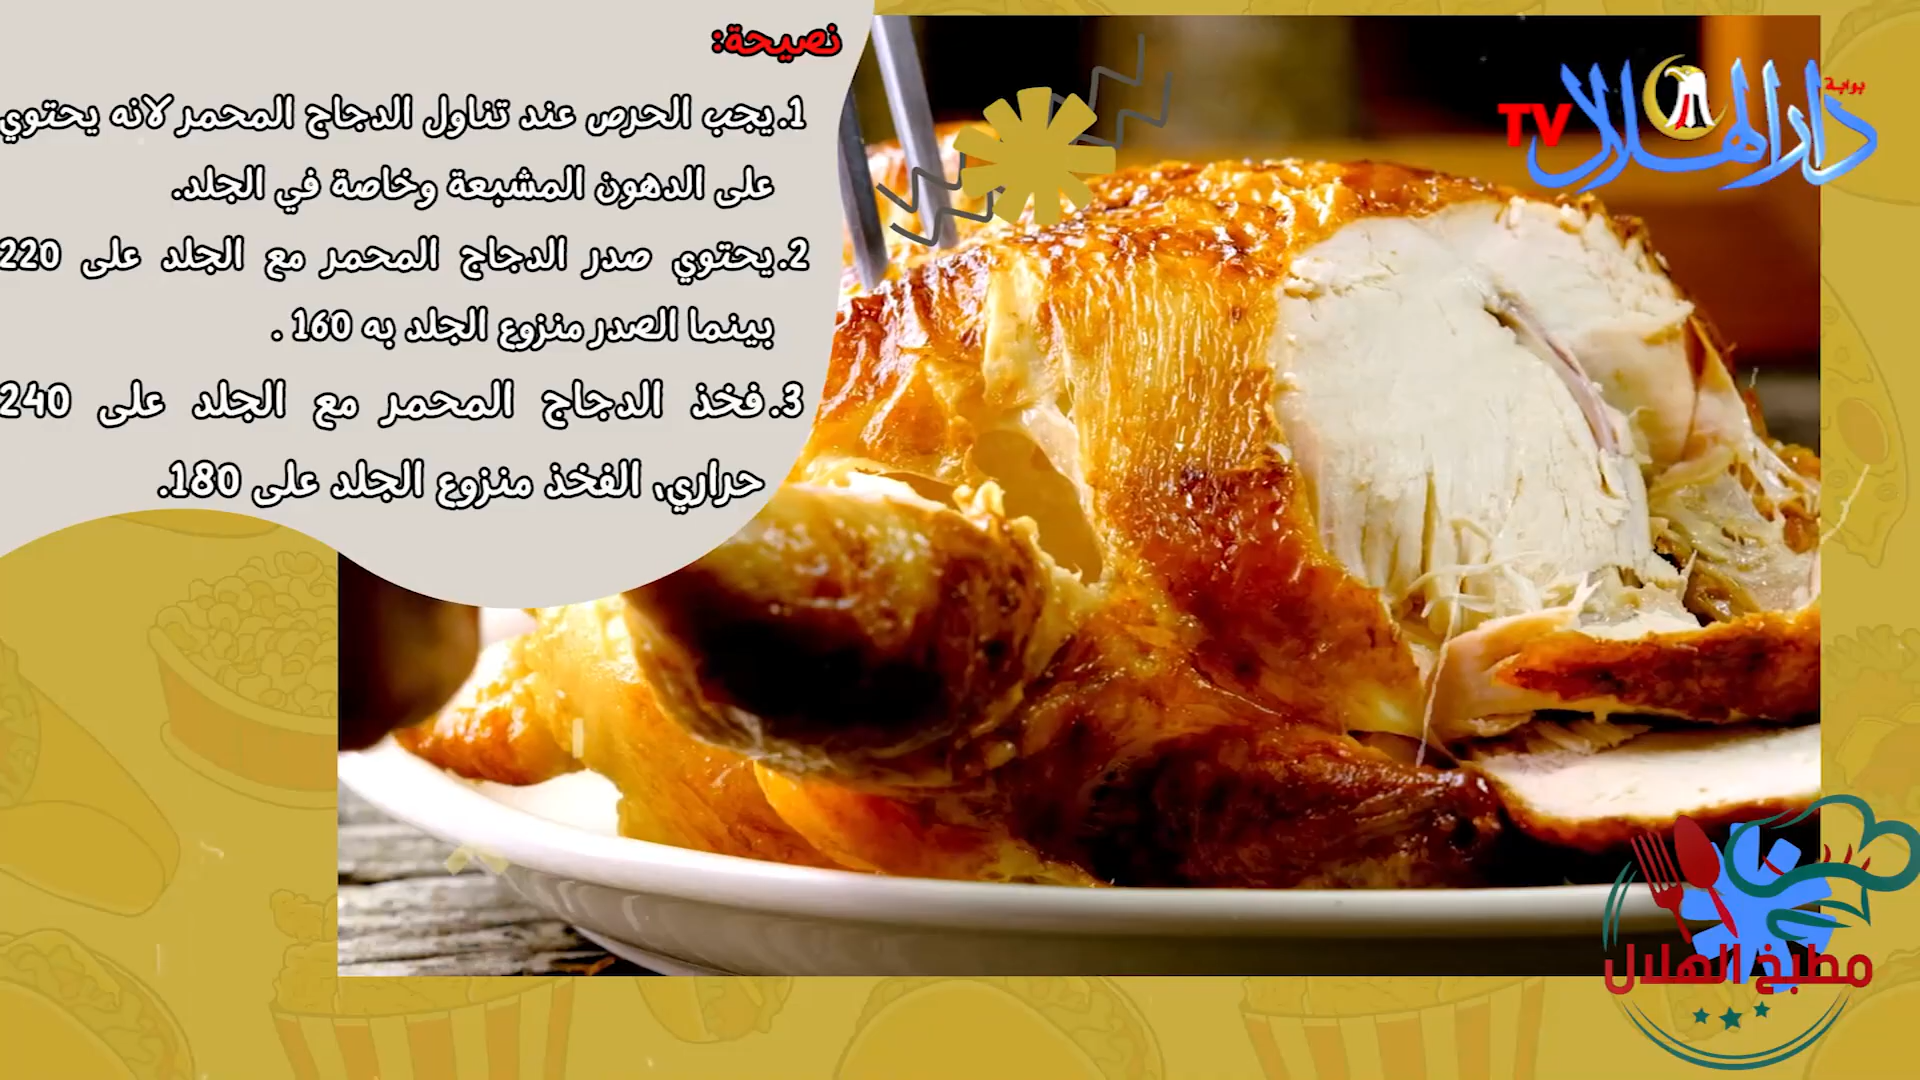 نصيحة:
1. يجب الحرص عند تناول الدجاج المحمر لانه يحتوي
على الدهون المشبعة وخاصة في الجلد.
2. يحتوي صدر الدجاج المحمر مع الجلد على 220
بينما الصدر منزوع الجلد به 160 .
3. فخذ الدجاج المحمر مع الجلد على 240
حراري، الفخذ منزوع الجلد على 180.
بوابة
دار الهلال TV
مطبخ الهلال